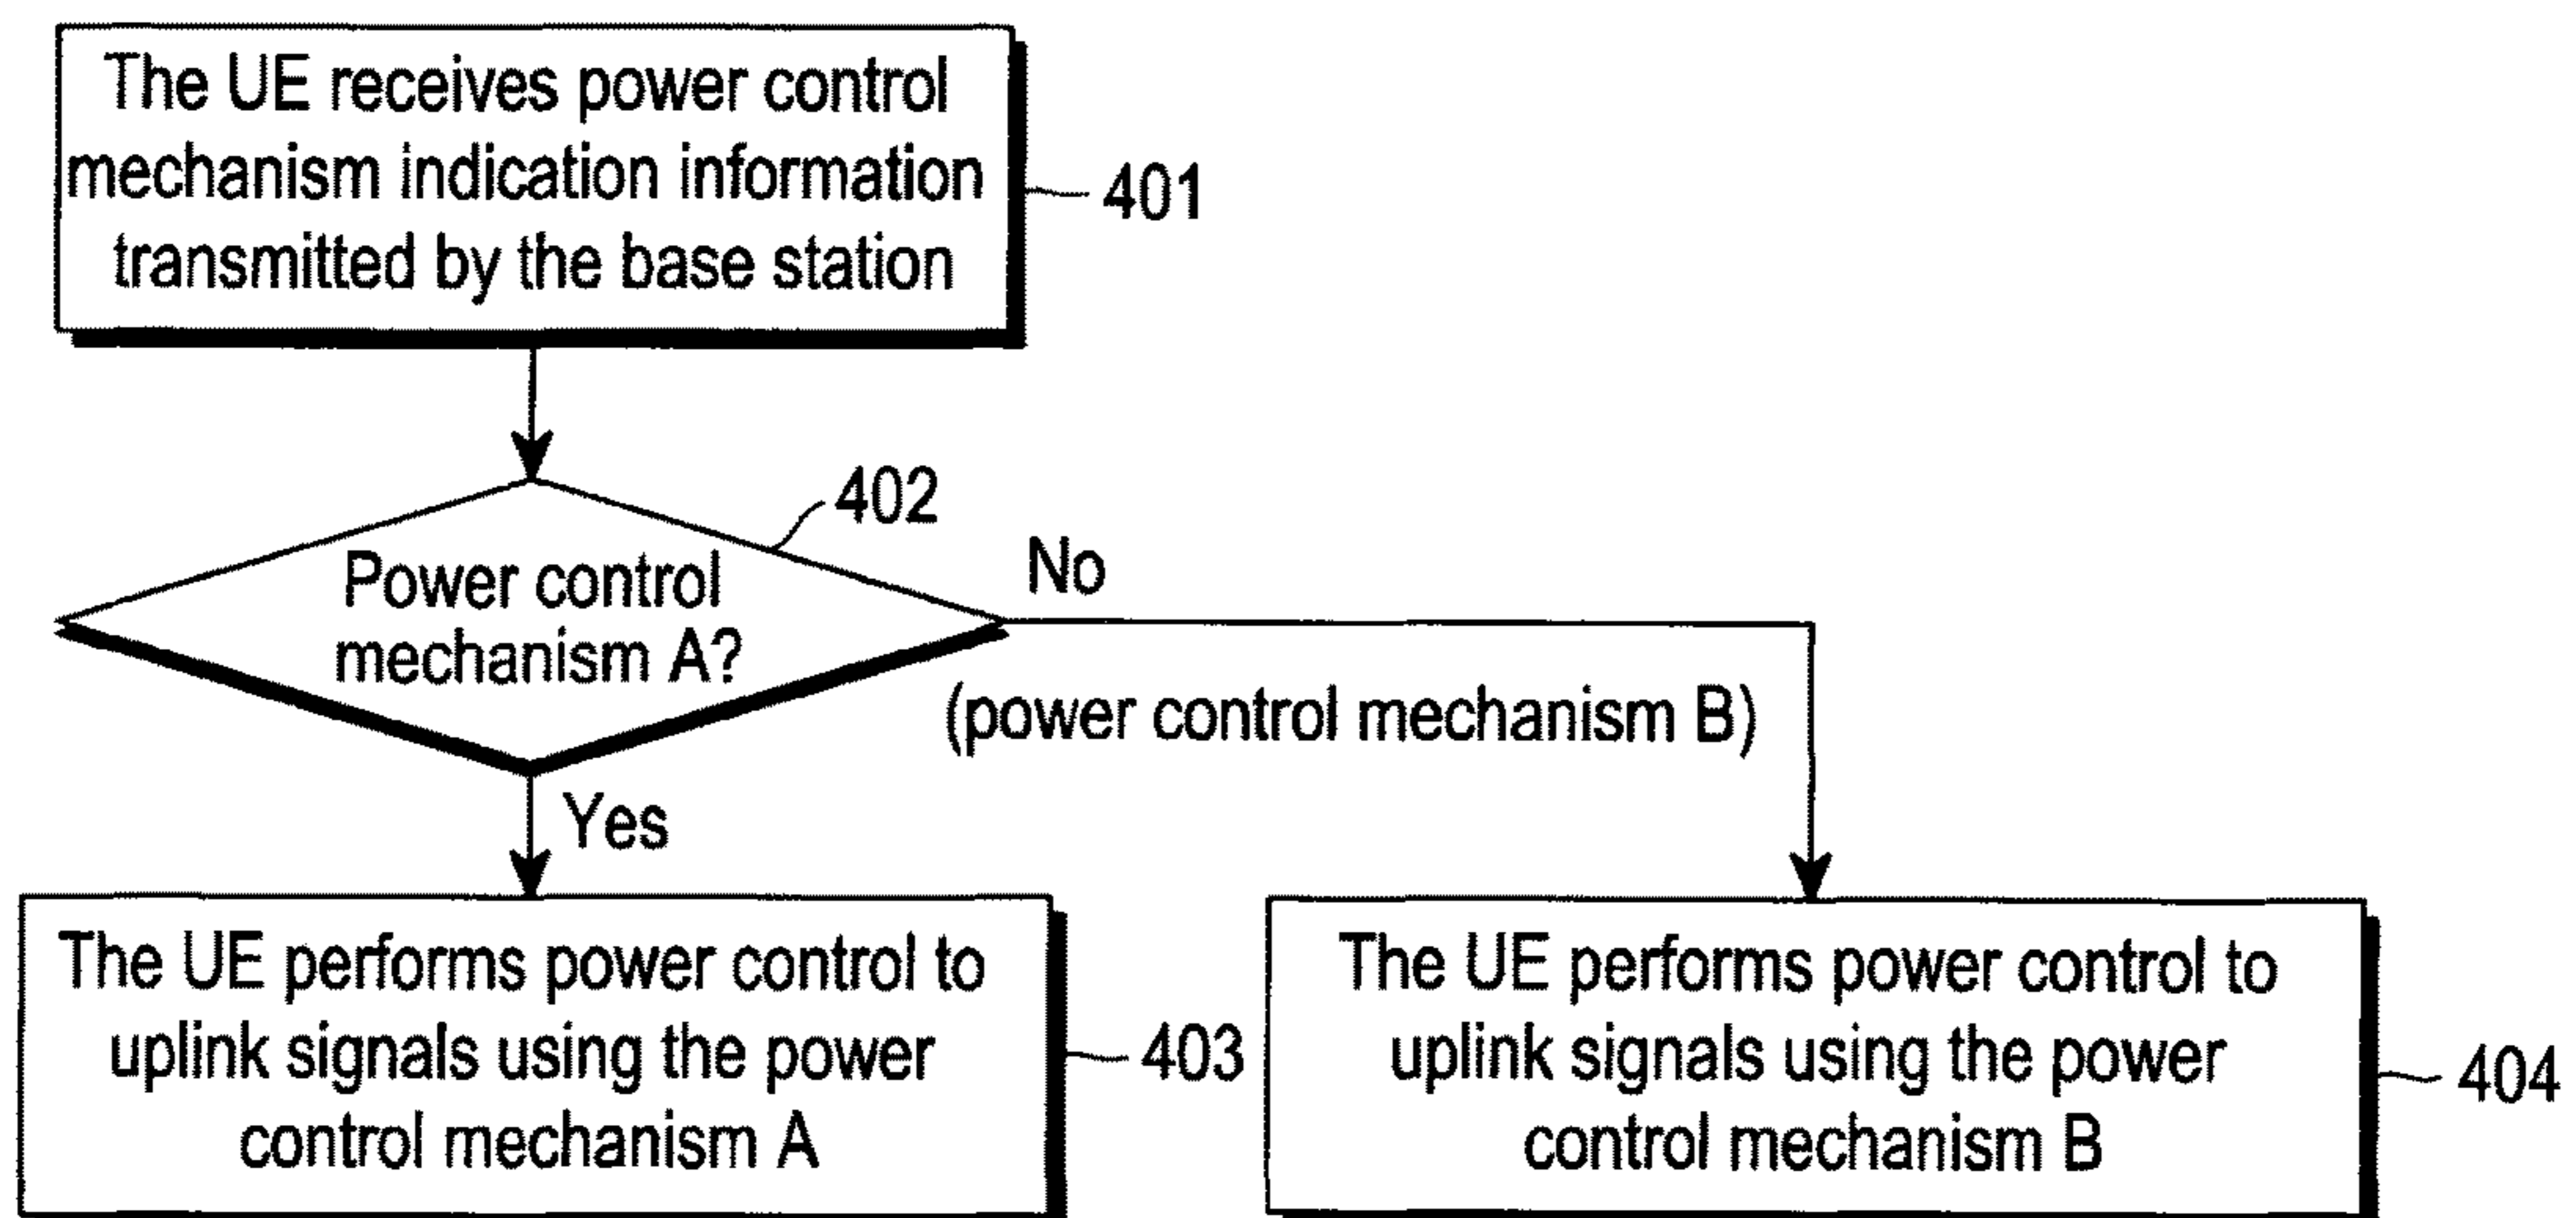 The UE receives power control
mechanism indication information
transmitted by the base station
401
402
Power control
mechanism A?
No
(power control mechanism B)
Yes
The UE performs power control to
uplink signals using the power
control mechanism A
403
The UE performs power control to
uplink signals using the power
control mechanism B
404